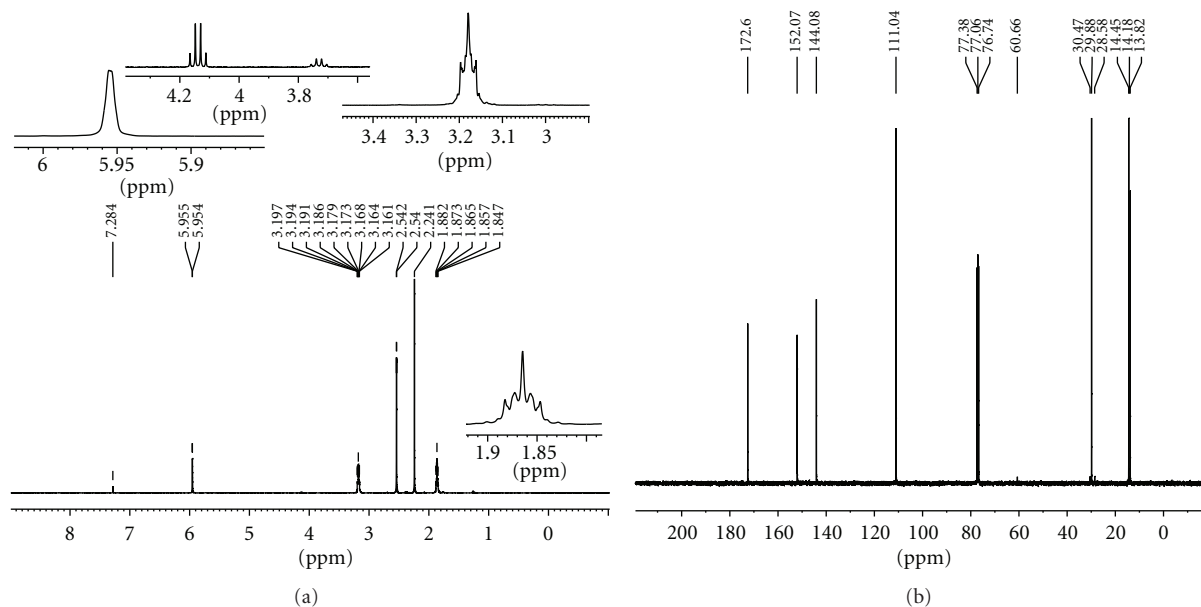 4.2 4 3.8
(ppm)
6 5.95 5.9
(ppm)
3.4 3.3 3.2 3.1 3
(ppm)
7.284
5.955
5.954
3.197
3.194
3.191
3.186
3.179
3.173
3.168
3.164
3.161
2.542
2.54
2.241
1.882
1.873
1.865
1.857
1.847
1.9 1.85
(ppm)
8 7 6 5 4 3 2 1 0
(ppm)
(a)
172.6
152.07
144.08
111.04
77.38
77.06
76.74
60.66
30.47
29.88
28.58
14.45
14.18
13.82
200 180 160 140 120 100 80 60 40 20 0
(ppm)
(b)